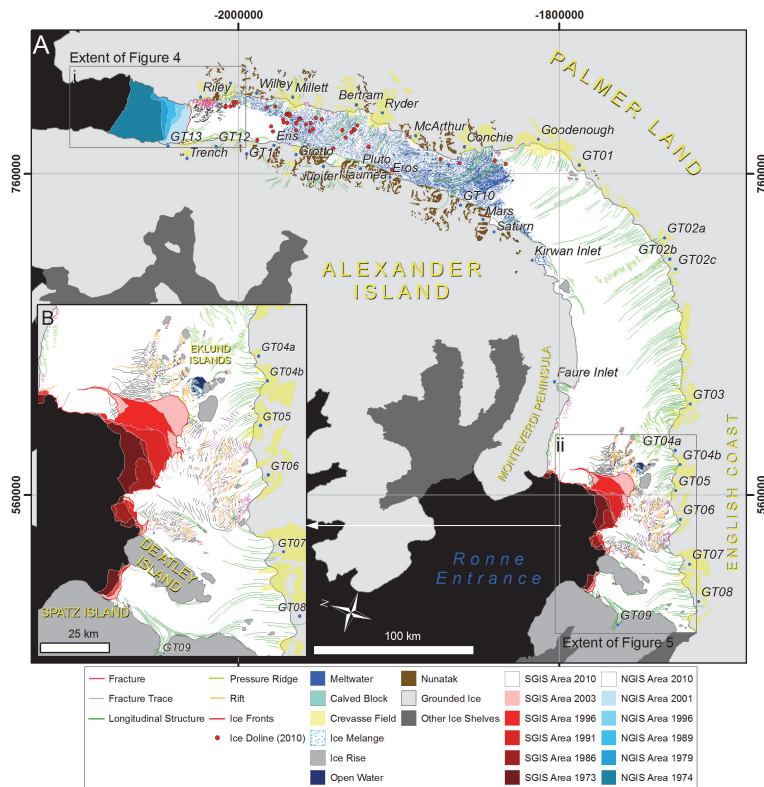 -2000000
-1800000
A
Extent of Figure 4
i
PALMER LAND
Riley
Willey
Millett
Bertram
Ryder
McArthur
Conchie
Goodenough
GT13
GT12
Eris
Trench
GT11
Grotto
Pluto
GT01
760000
760000
Jupiter
Haumea
Eros
GT10
Mars
Saturn
GT02a
GT02b
Kirwan Inlet
GT02c
ALEXANDER
ISLAND
B
EKLUND
ISLANDS
GT04a
GT04b
GT05
GT06
GT07
DE ATLEY
ISLAND
SPATZ ISLAND
GT08
GT09
25 km
Faure Inlet
MONTEVERDI PENINSULA
GT03
ii
GT04a
GT04b
GT05
560000
560000
GT06
ENGLISH COAST
GT07
Ronne
Entrance
GT08
GT09
N
100 km
Extent of Figure 5
Fracture
Fracture Trace
Longitudinal Structure
Pressure Ridge
Rift
Ice Fronts
Ice Doline (2010)
Meltwater
Calved Block
Crevasse Field
Ice Melange
Ice Rise
Open Water
Nunatak
Grounded Ice
Other Ice Shelves
SGIS Area 2010
SGIS Area 2003
SGIS Area 1996
SGIS Area 1991
SGIS Area 1986
SGIS Area 1973
NGIS Area 2010
NGIS Area 2001
NGIS Area 1996
NGIS Area 1989
NGIS Area 1979
NGIS Area 1974